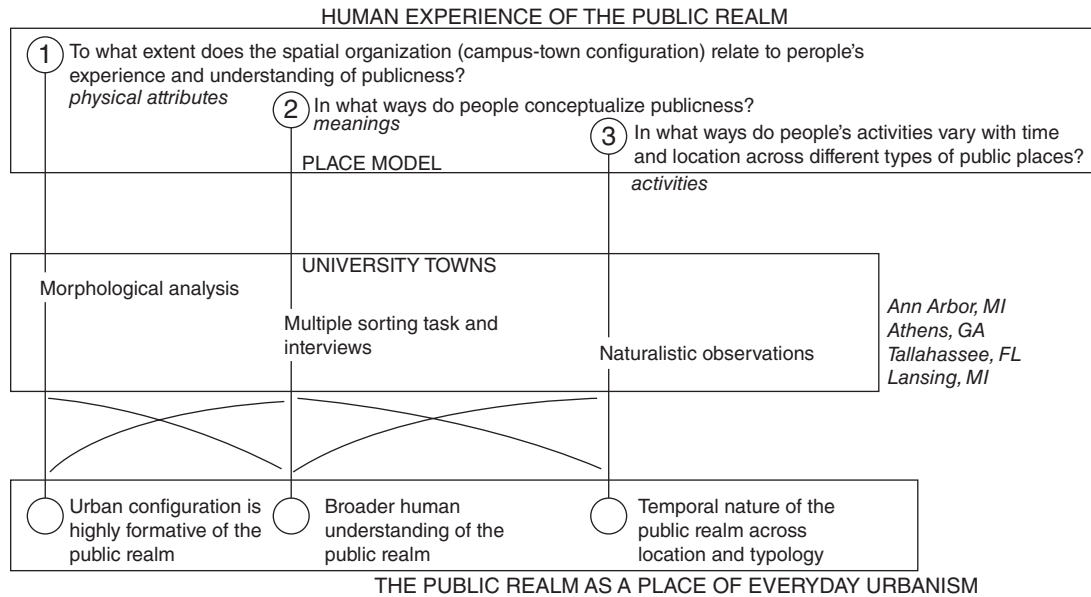 HUMAN EXPERIENCE OF THE PUBLIC REALM
1 To what extent does the spatial organization (campus-town configuration) relate to perople's
experience and understanding of publicness?
physical attributes
2 In what ways do people conceptualize publicness?
meanings
3 In what ways do people's activities vary with time
and location across different types of public places?
PLACE MODEL
activities
UNIVERSITY TOWNS
Morphological analysis
Multiple sorting task and
interviews
Naturalistic observations
Ann Arbor, MI
Athens, GA
Tallahassee, FL
Lansing, MI
Urban configuration is
highly formative of the
public realm
Broader human
understanding of the
public realm
Temporal nature of the
public realm across
location and typology
THE PUBLIC REALM AS A PLACE OF EVERYDAY URBANISM